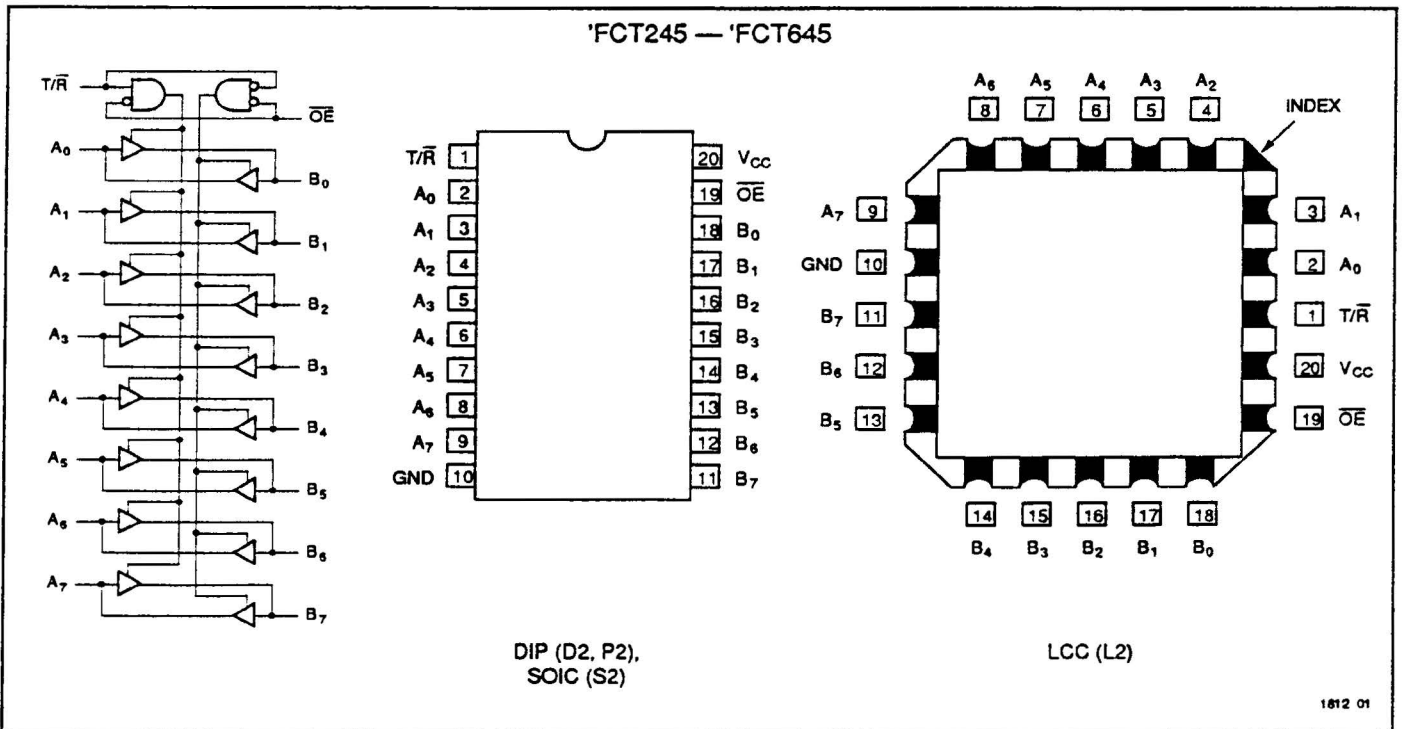 'FCT245 — 'FCT645
T/R̅
O̅E̅
A₀
B₀
A₁
B₁
A₂
B₂
A₃
B₃
A₄
B₄
A₅
B₅
A₆
B₆
A₇
B₇
T/R̅ 1 20 VCC
A₀ 2 19 O̅E̅
A₁ 3 18 B₀
A₂ 4 17 B₁
A₃ 5 16 B₂
A₄ 6 15 B₃
A₅ 7 14 B₄
A₆ 8 13 B₅
A₇ 9 12 B₆
GND 10 11 B₇
DIP (D2, P2),
SOIC (S2)
A₆ A₅ A₄ A₃ A₂
8 7 6 5 4
INDEX
A₇ 9 3 A₁
GND 10 2 A₀
B₇ 11 1 T/R̅
B₆ 12 20 VCC
B₅ 13 19 O̅E̅
14 15 16 17 18
B₄ B₃ B₂ B₁ B₀
LCC (L2)
1812 01